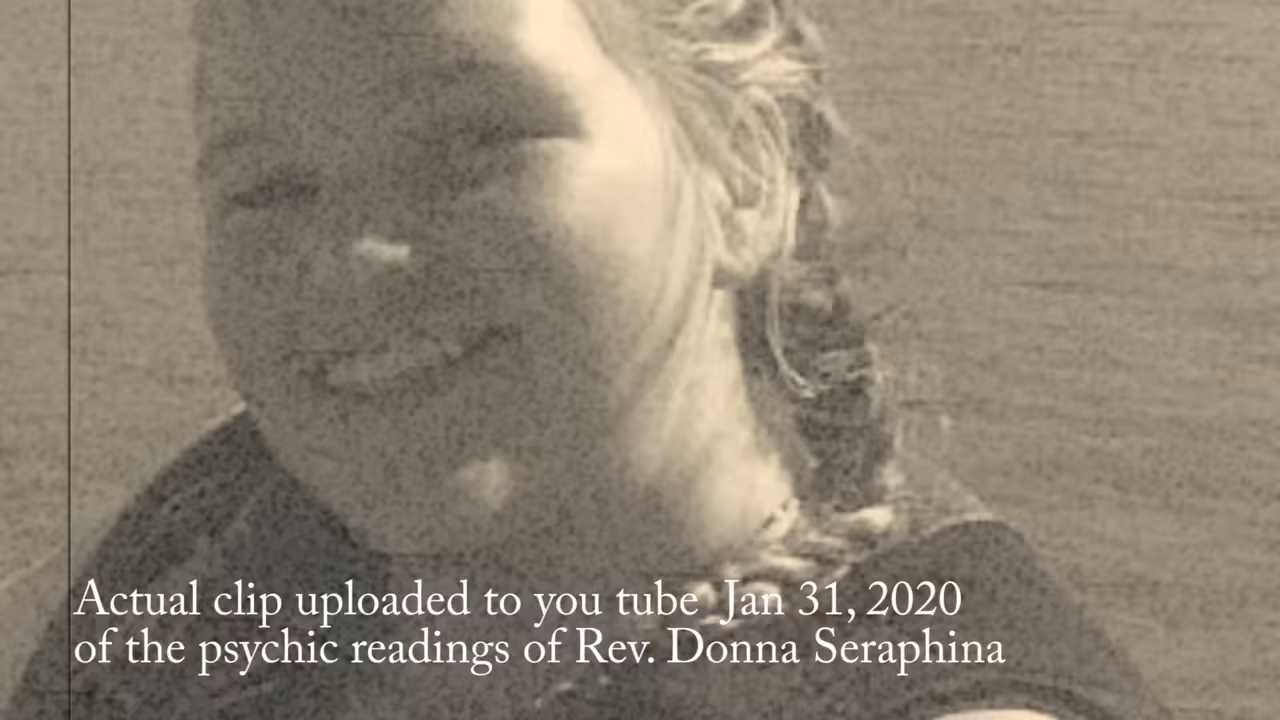 Actual clip uploaded to you tube Jan 31, 2020
of the psychic readings of Rev. Donna Seraphina